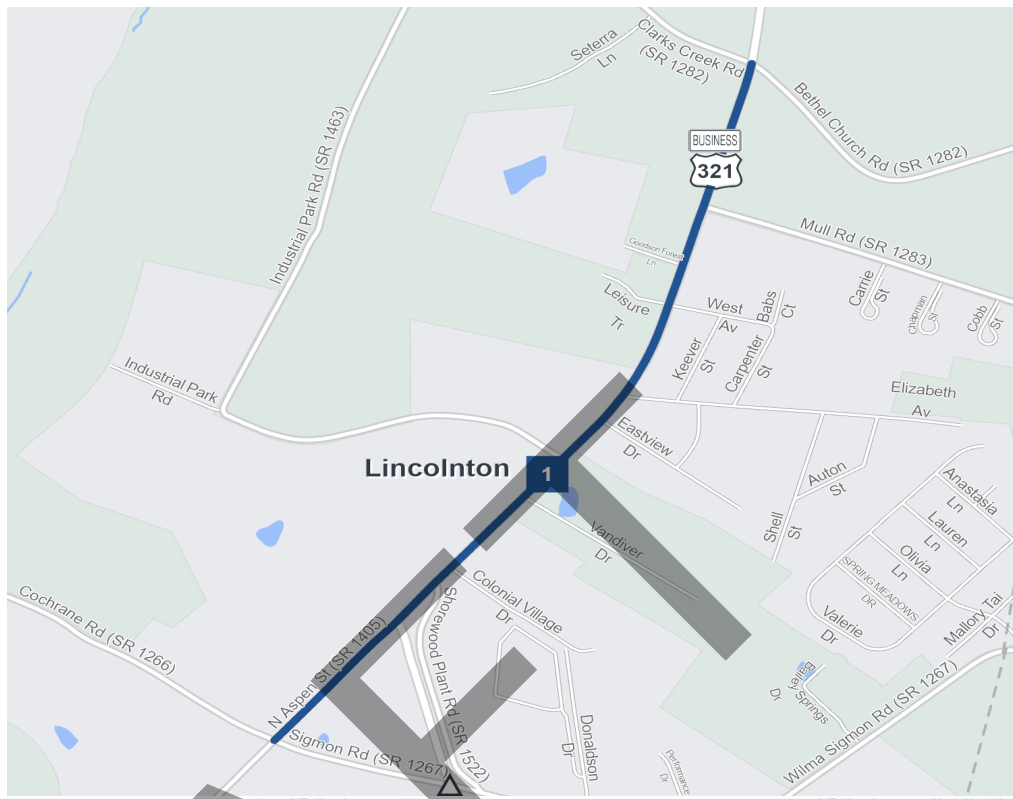 Clarks Creek Rd
(SR 1282)
Seterra
Ln
Bethel Church Rd (SR 1282)
BUSINESS
321
Industrial Park Rd (SR 1463)
Mull Rd (SR 1283)
Goodson Forest
Ln
Leisure
Tr
West
Av
Babs
Ct
Carrie
St
Chapman
St
Cobb
St
Keever
St
Carpenter
St
Industrial Park
Rd
Elizabeth
Av
Eastview
Dr
Lincolnton
1
Auton
St
Shell
St
Anastasia
Ln
Lauren
Ln
Olivia
Ln
SPRING MEADOWS
DR
Valerie
Dr
Mallory Tai
Dr
Vandiver
Dr
Colonial Village
Dr
Cochrane Rd (SR 1266)
N Aspen St (SR 1405)
Shorewood Plant Rd (SR 1522)
Sigmon Rd (SR 1267)
Donaldson
Dr
Bailey Springs
Dr
Wilma Sigmon Rd (SR 1267)
Performance
Dr